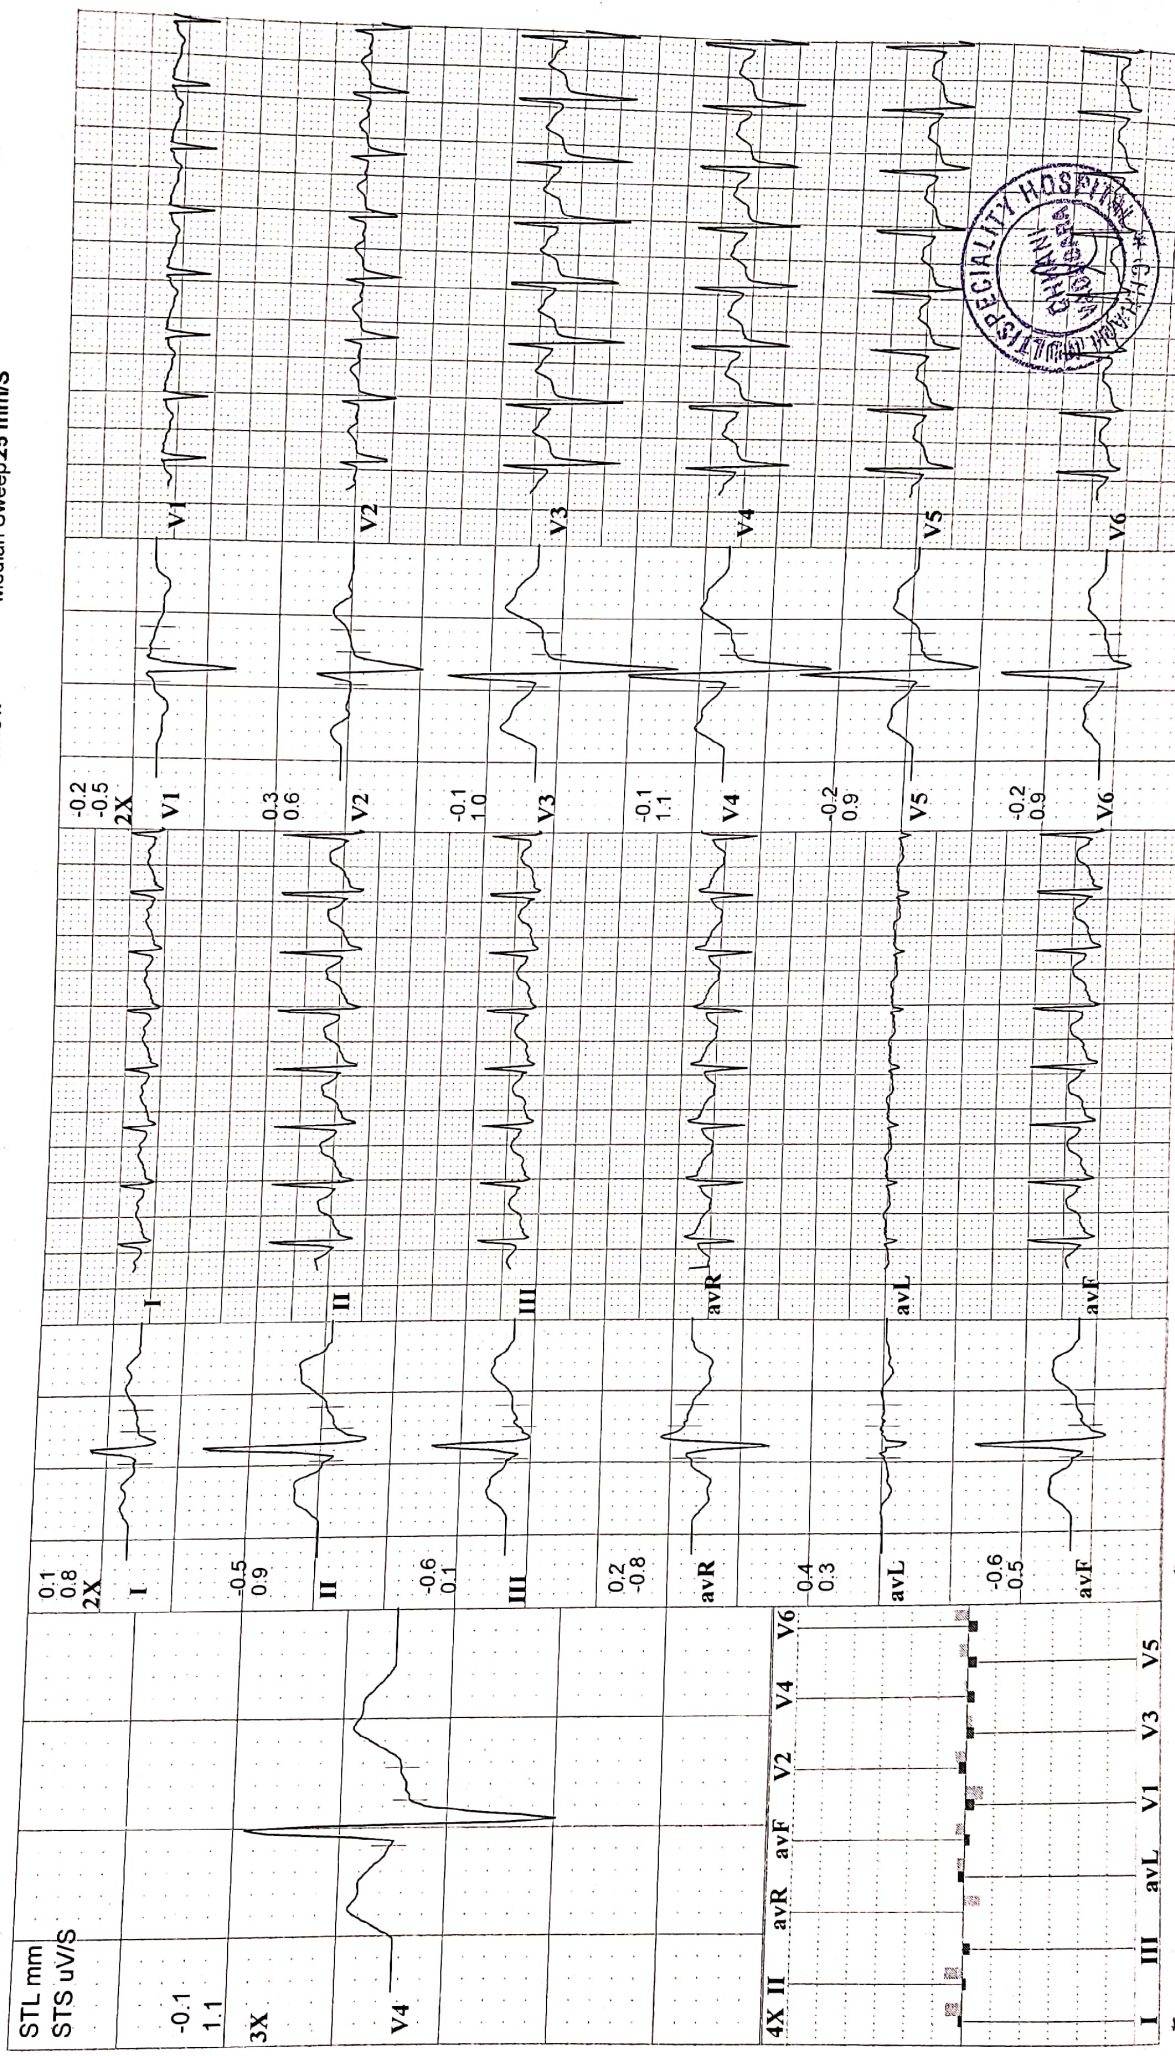 Median Sweep 25 mm/S
STL mm
STS uV/S
-0.1
1.1
3X
V4
4X II
avR
avF
V2
V4
V6
I
III
avL
V1
V3
V5
0.1
0.8
2X
I
-0.5
0.9
II
-0.6
0.1
III
0.2
-0.8
avR
0.4
0.3
avL
-0.6
0.5
avF
I
II
III
avR
avL
avF
-0.2
-0.5
2X
V1
0.3
0.6
V2
-0.1
1.0
V3
-0.1
1.1
V4
-0.2
0.9
V5
-0.2
0.9
V6
V1
V2
V3
V4
V5
V6
MULTISPECIALITY HOSPITAL